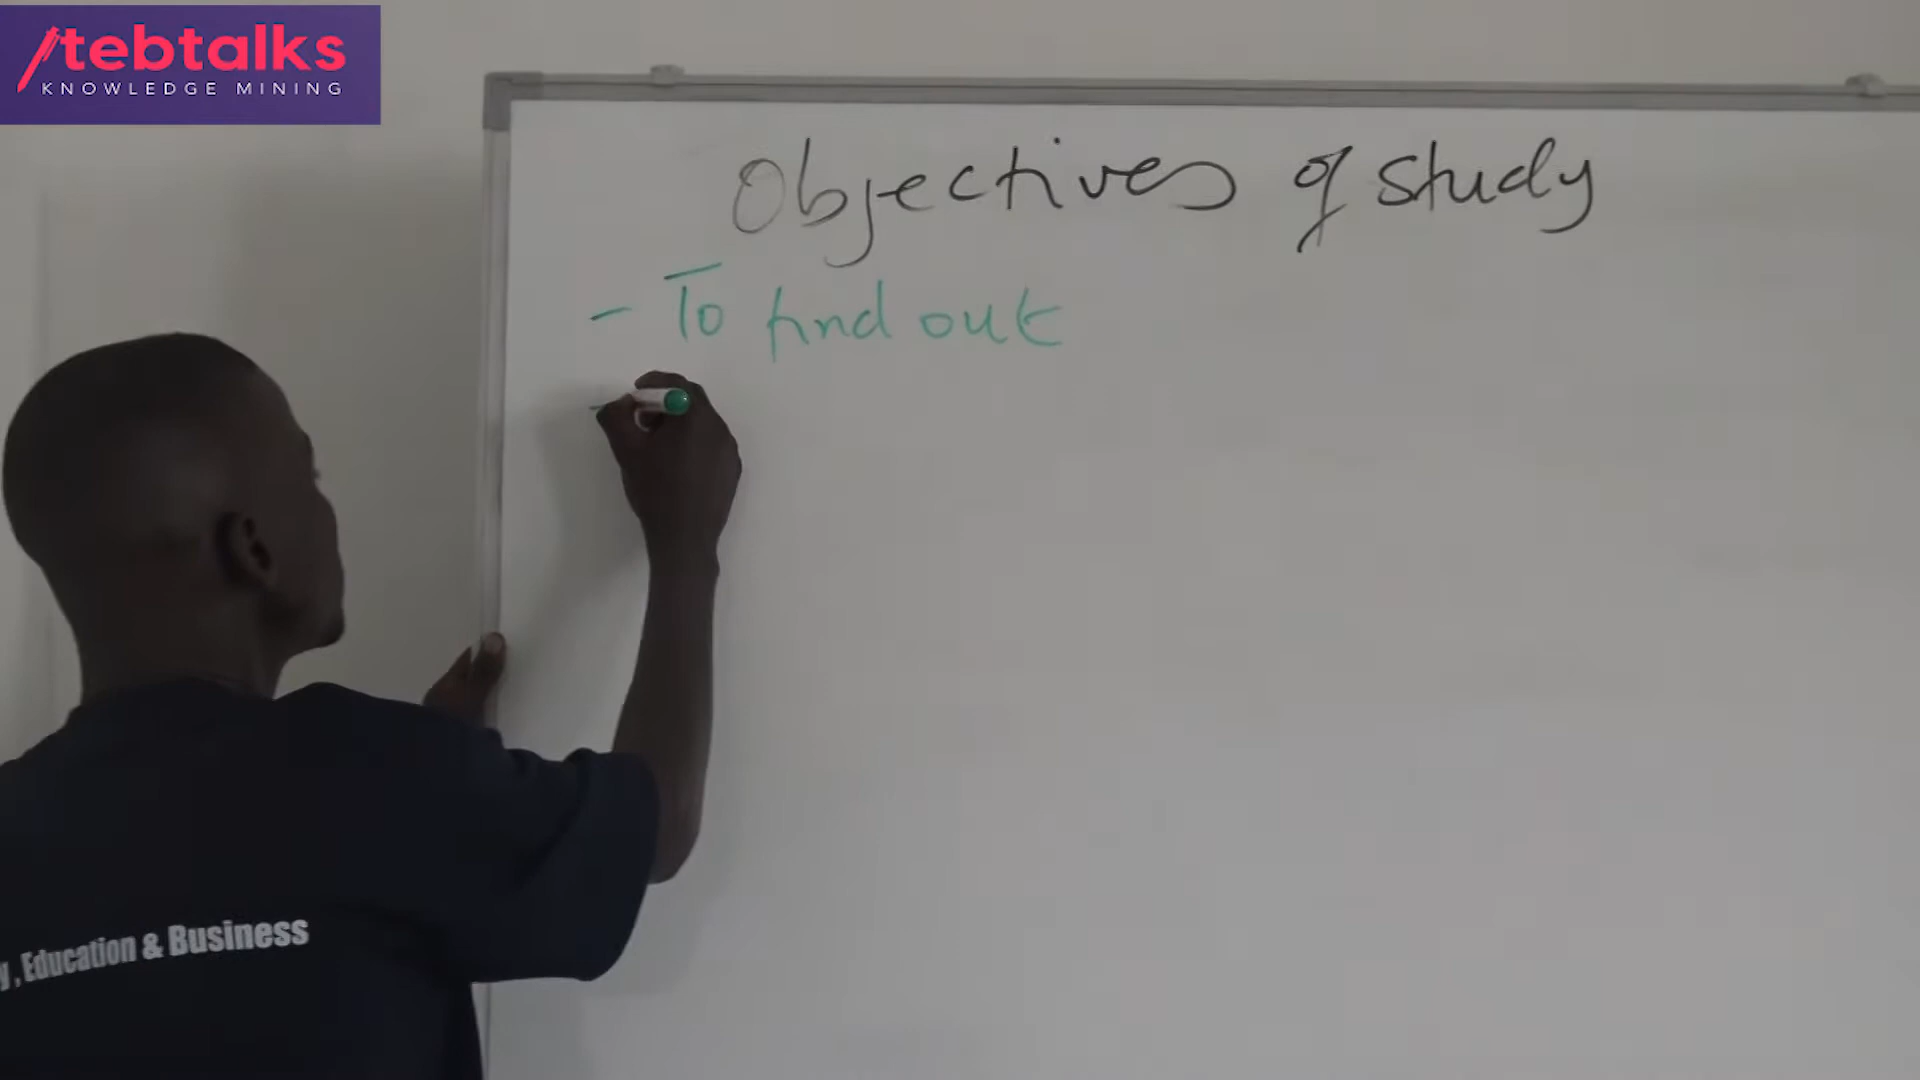 tebtalks
KNOWLEDGE MINING
Objectives of study
- To find out
, Education & Business